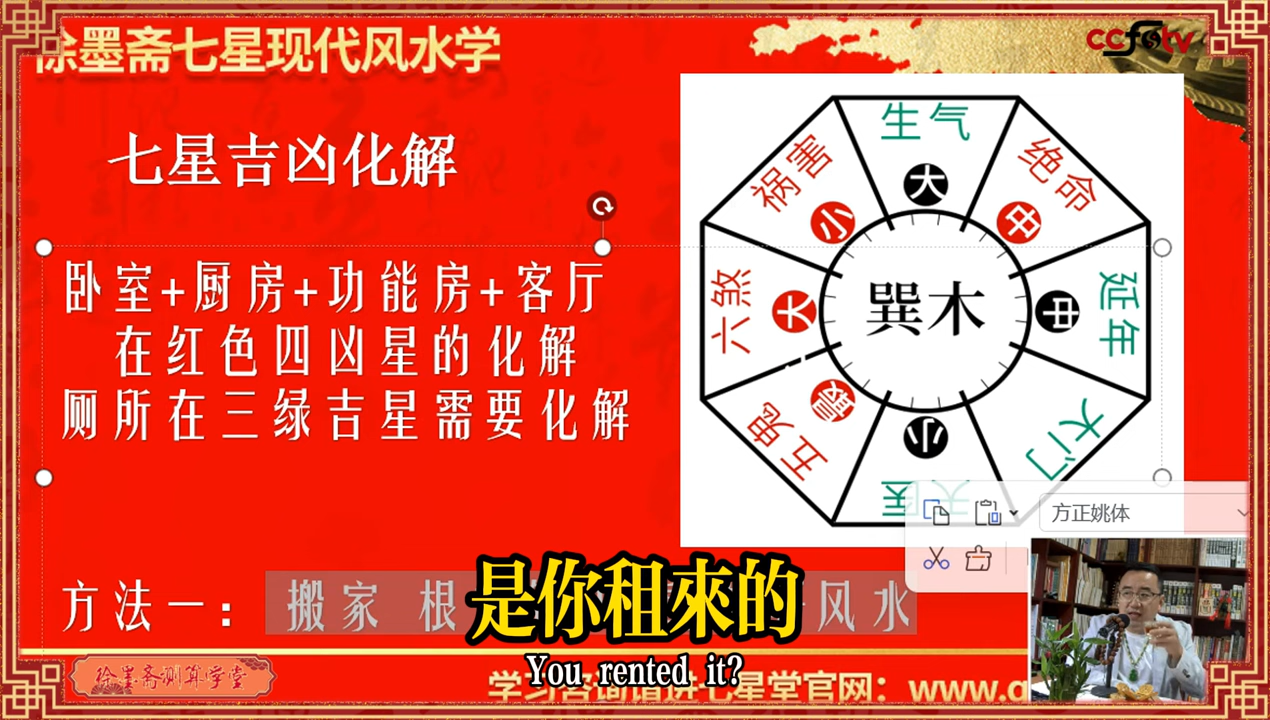 徐墨斋七星现代风水学
ccfstv
七星吉凶化解
卧室+厨房+功能房+客厅
在红色四凶星的化解
厕所在三绿吉星需要化解
生气
大
绝命
中
延年
中
大门
天医
小
五鬼
最
六煞
大
祸害
小
巽木
方正姚体
方法一：搬家 根
风水
是你租來的
You rented it?
徐墨斋测算学堂
学习咨询请进七星堂官网：www.